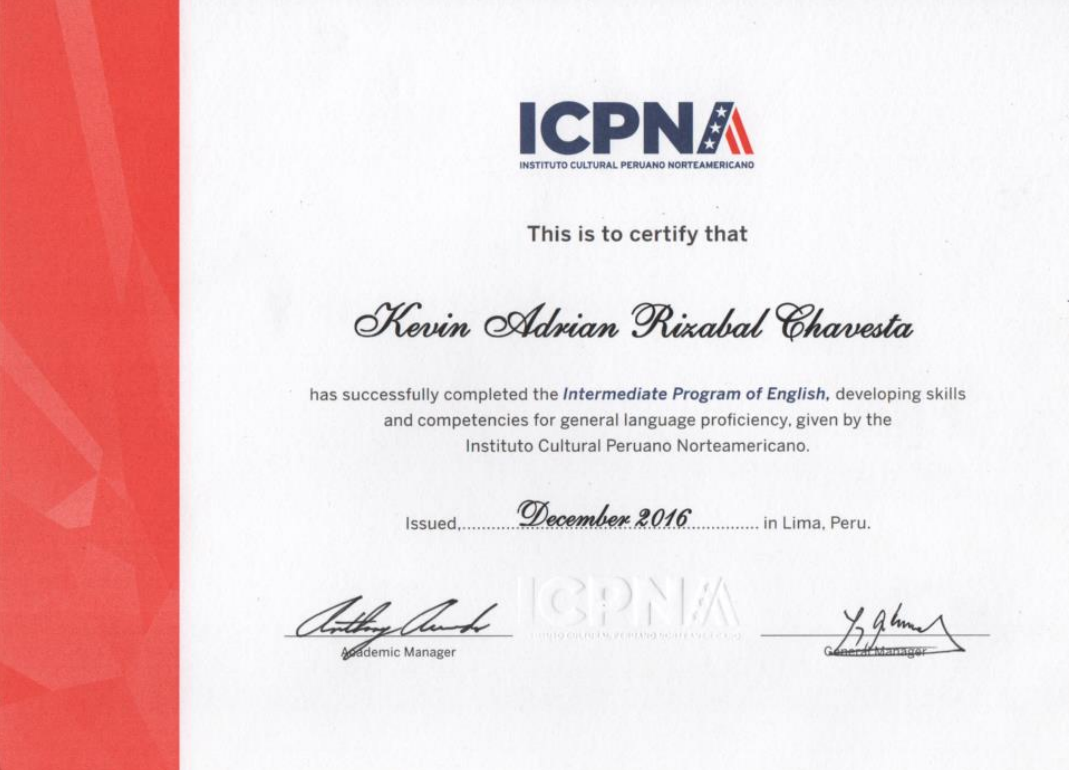 ICPNA
INSTITUTO CULTURAL PERUANO NORTEAMERICANO
This is to certify that
Kevin Adrian Rizabal Chavesta
has successfully completed the Intermediate Program of English, developing skills
and competencies for general language proficiency, given by the
Instituto Cultural Peruano Norteamericano.
Issued, December 2016 in Lima, Peru.
ICPNA
INSTITUTO CULTURAL PERUANO NORTEAMERICANO
Academic Manager
General Manager